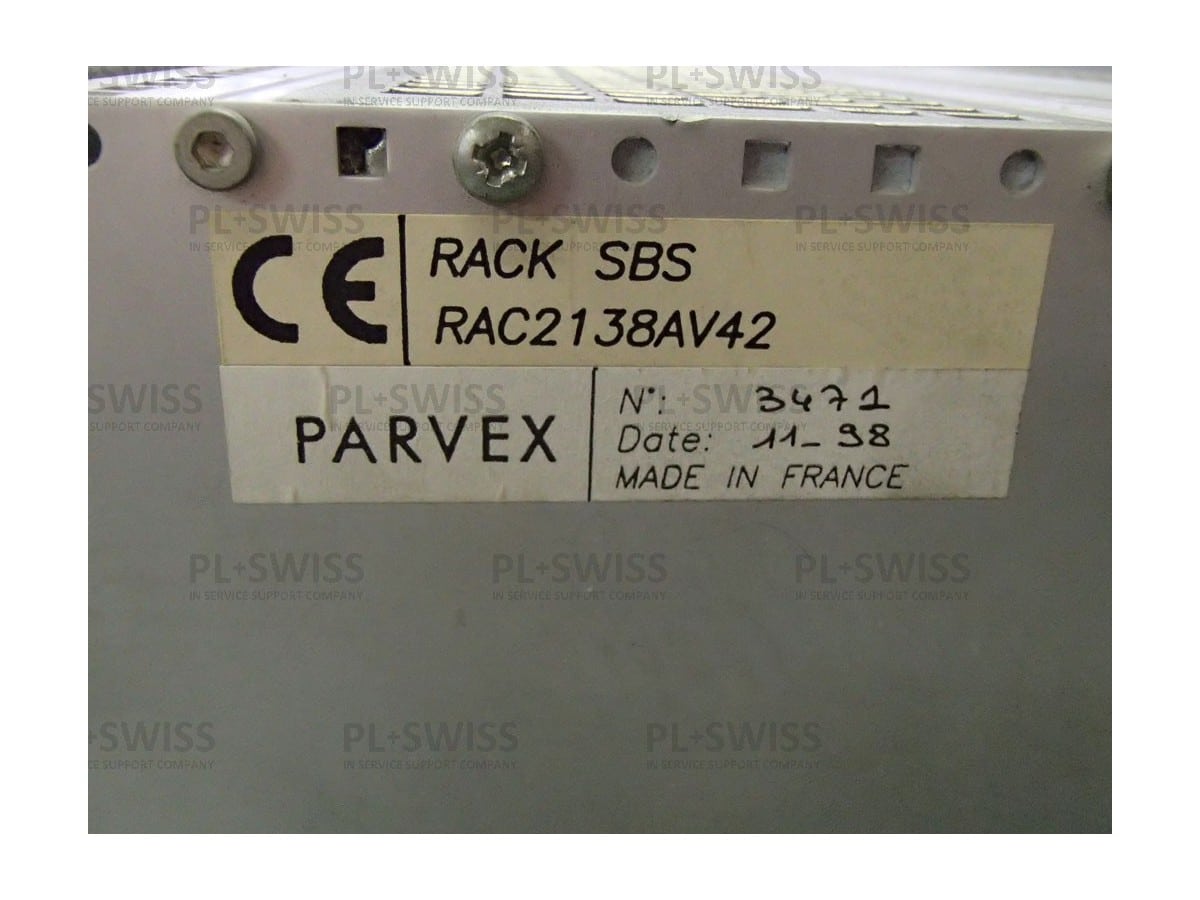 CE
RACK SBS
RAC2138AV42
PARVEX
N°: 3471
Date: 11_98
MADE IN FRANCE
PL+SWISS
IN SERVICE SUPPORT COMPANY